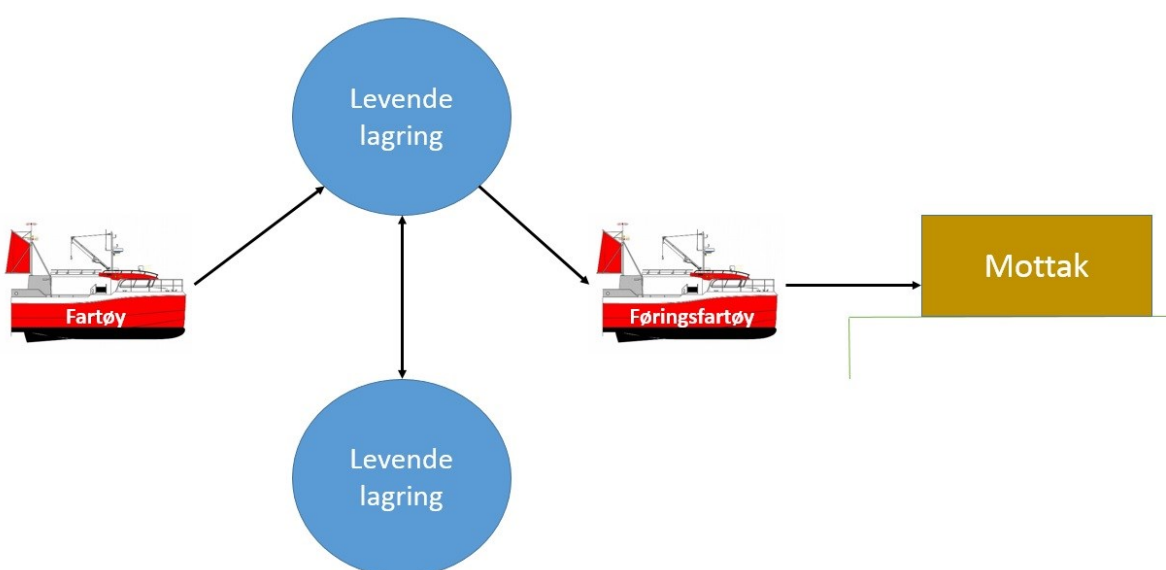 Levende
lagring
Fartøy
Føringsfartøy
Mottak
Levende
lagring